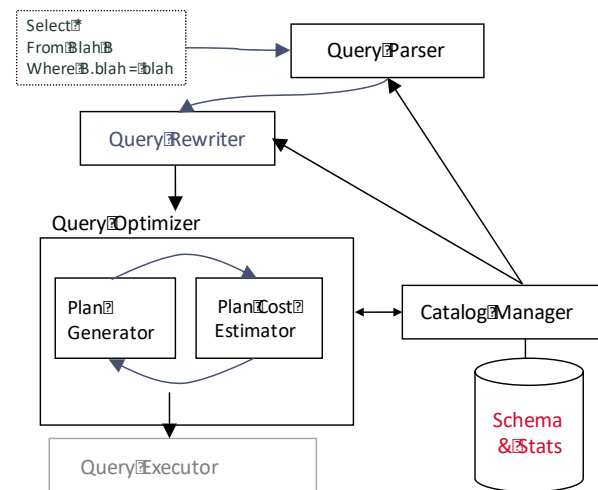 Select *
From Blah B
Where B.blah = blah
Query Parser
Query Rewriter
Query Optimizer
Plan
Generator
Plan Cost
Estimator
Catalog Manager
Schema
& Stats
Query Executor